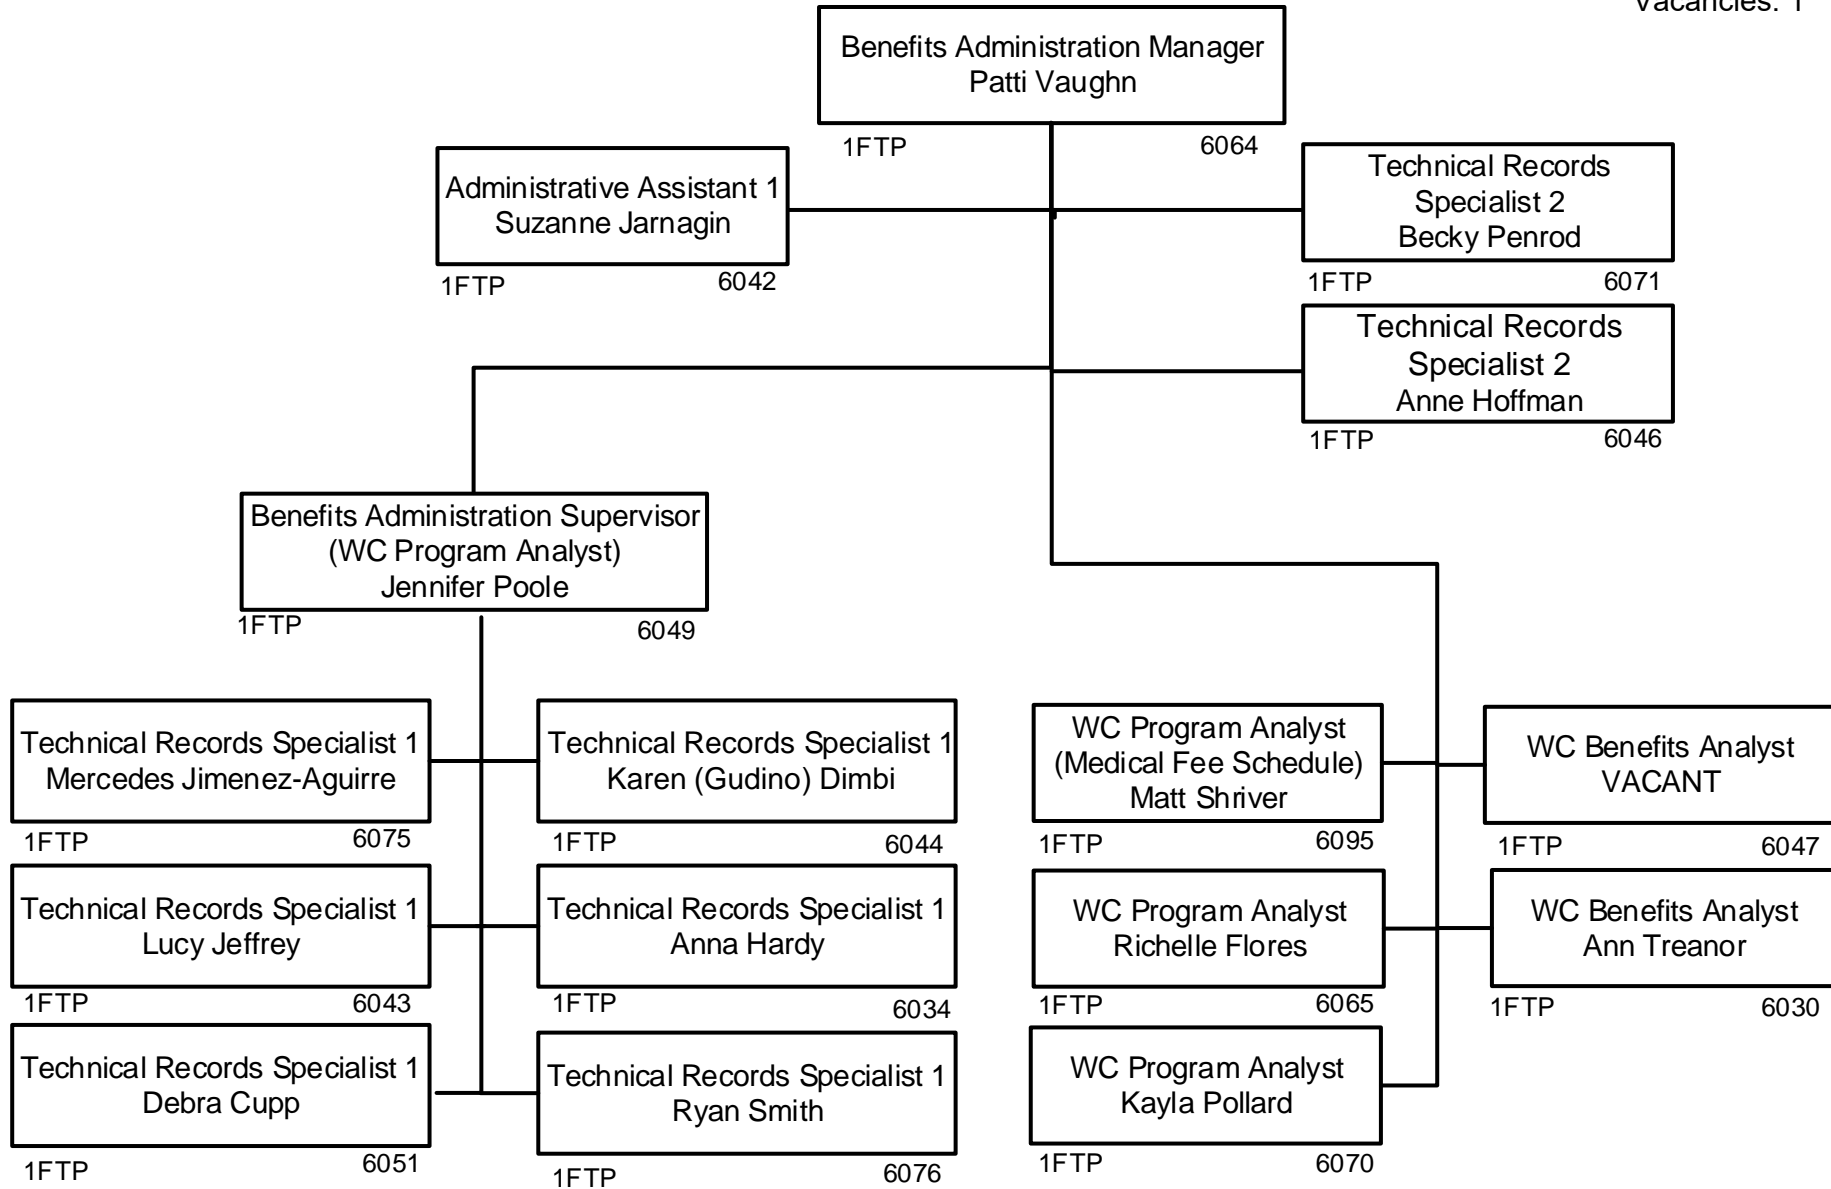 Vacancies: 1
Benefits Administration Manager
Patti Vaughn
1FTP 6064
Administrative Assistant 1
Suzanne Jarnagin
1FTP 6042
Technical Records
Specialist 2
Becky Penrod
1FTP 6071
Technical Records
Specialist 2
Anne Hoffman
1FTP 6046
Benefits Administration Supervisor
(WC Program Analyst)
Jennifer Poole
1FTP 6049
Technical Records Specialist 1
Mercedes Jimenez-Aguirre
1FTP 6075
Technical Records Specialist 1
Karen (Gudino) Dimbi
1FTP 6044
WC Program Analyst
(Medical Fee Schedule)
Matt Shriver
1FTP 6095
WC Benefits Analyst
VACANT
1FTP 6047
Technical Records Specialist 1
Lucy Jeffrey
1FTP 6043
Technical Records Specialist 1
Anna Hardy
1FTP 6034
WC Program Analyst
Richelle Flores
1FTP 6065
WC Benefits Analyst
Ann Treanor
1FTP 6030
Technical Records Specialist 1
Debra Cupp
1FTP 6051
Technical Records Specialist 1
Ryan Smith
1FTP 6076
WC Program Analyst
Kayla Pollard
1FTP 6070